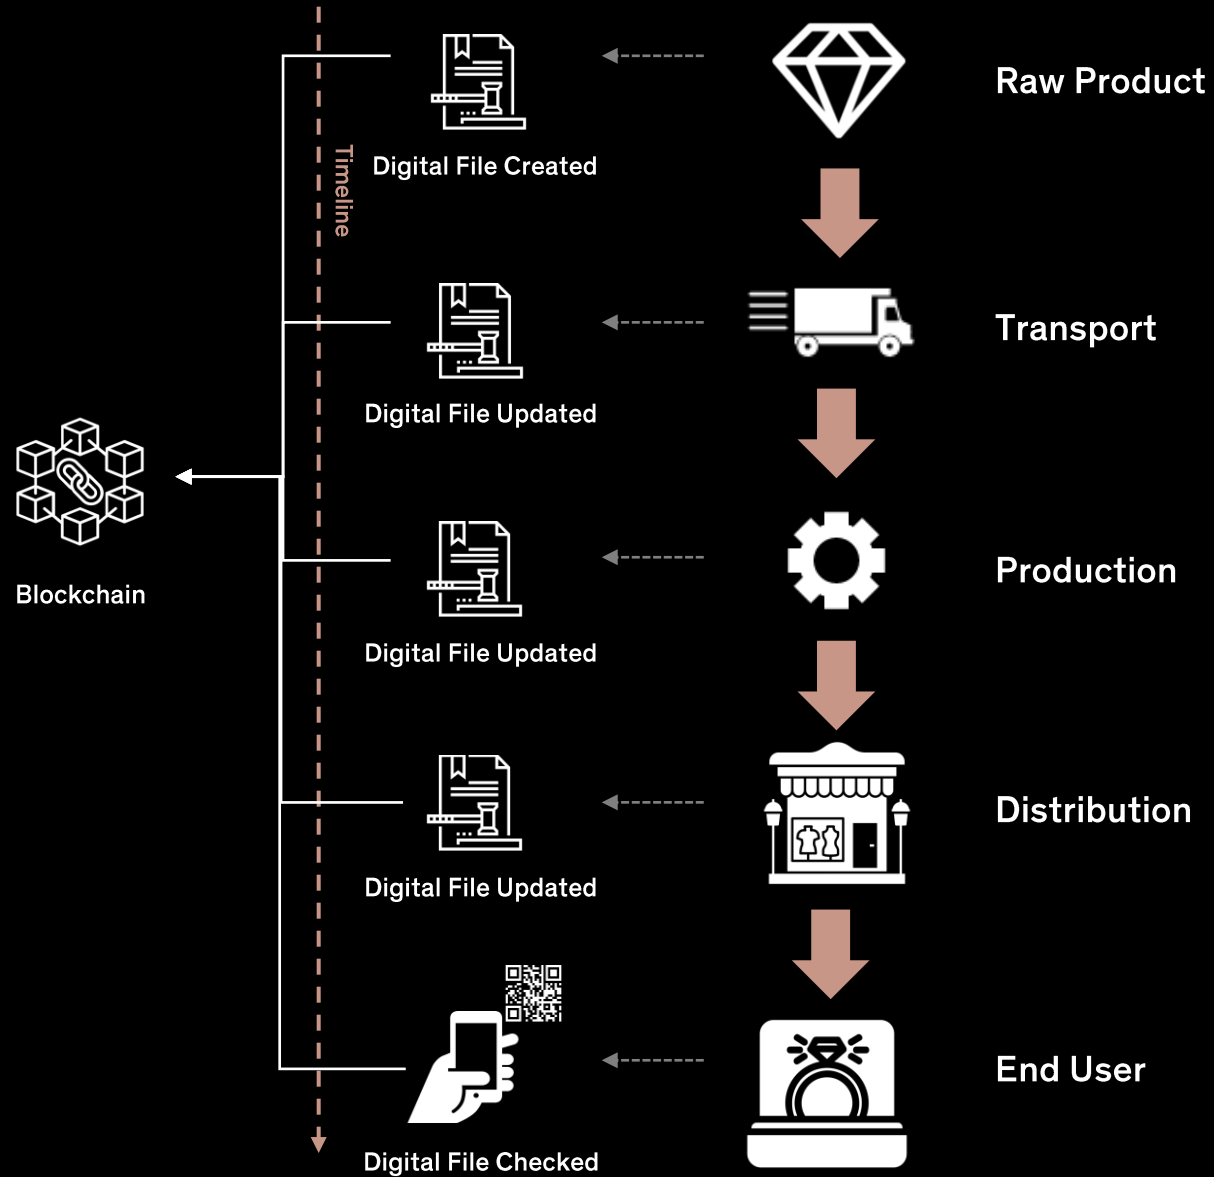 Raw Product
Digital File Created
Timeline
Transport
Digital File Updated
Production
Blockchain
Digital File Updated
Distribution
Digital File Updated
End User
Digital File Checked